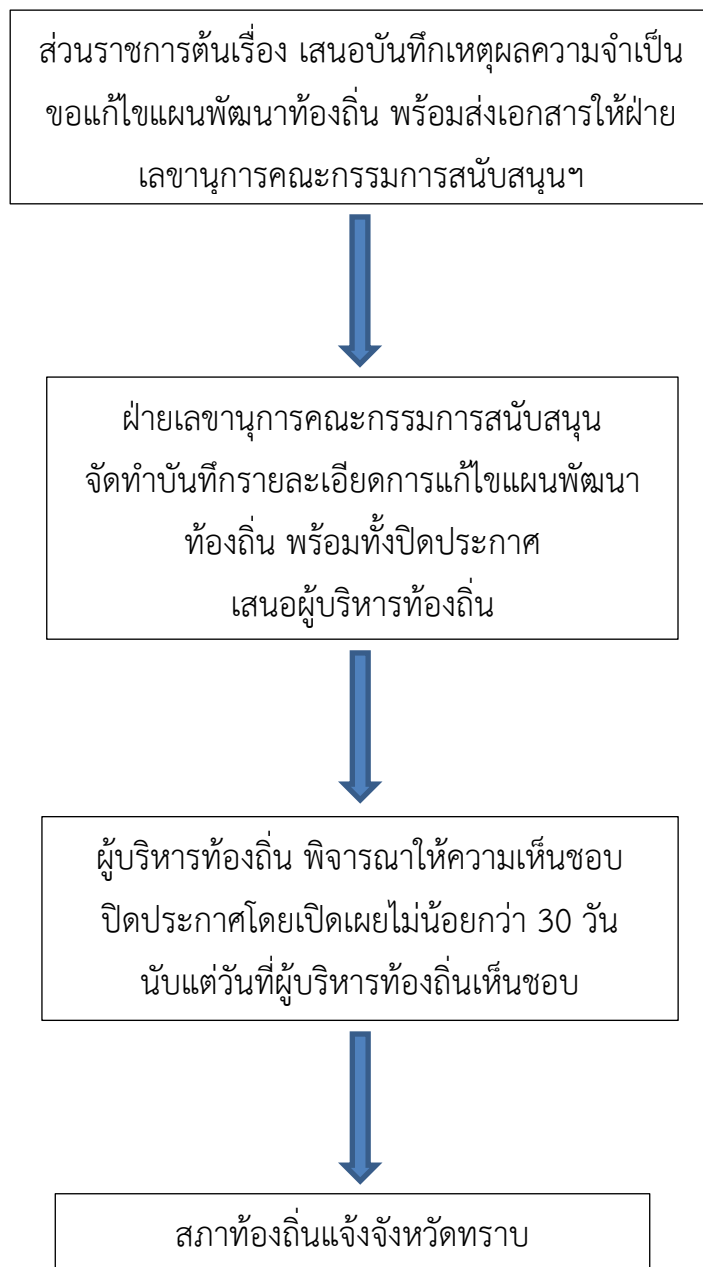 ส่วนราชการต้นเรื่อง เสนอบันทึกเหตุผลความจำเป็น
ขอแก้ไขแผนพัฒนาท้องถิ่น พร้อมส่งเอกสารให้ฝ่าย
เลขานุการคณะกรรมการสนับสนุนฯ
ฝ่ายเลขานุการคณะกรรมการสนับสนุน
จัดทำบันทึกรายละเอียดการแก้ไขแผนพัฒนา
ท้องถิ่น พร้อมทั้งปิดประกาศ
เสนอผู้บริหารท้องถิ่น
ผู้บริหารท้องถิ่น พิจารณาให้ความเห็นชอบ
ปิดประกาศโดยเปิดเผยไม่น้อยกว่า 30 วัน
นับแต่วันที่ผู้บริหารท้องถิ่นเห็นชอบ
สภาท้องถิ่นแจ้งจังหวัดทราบ